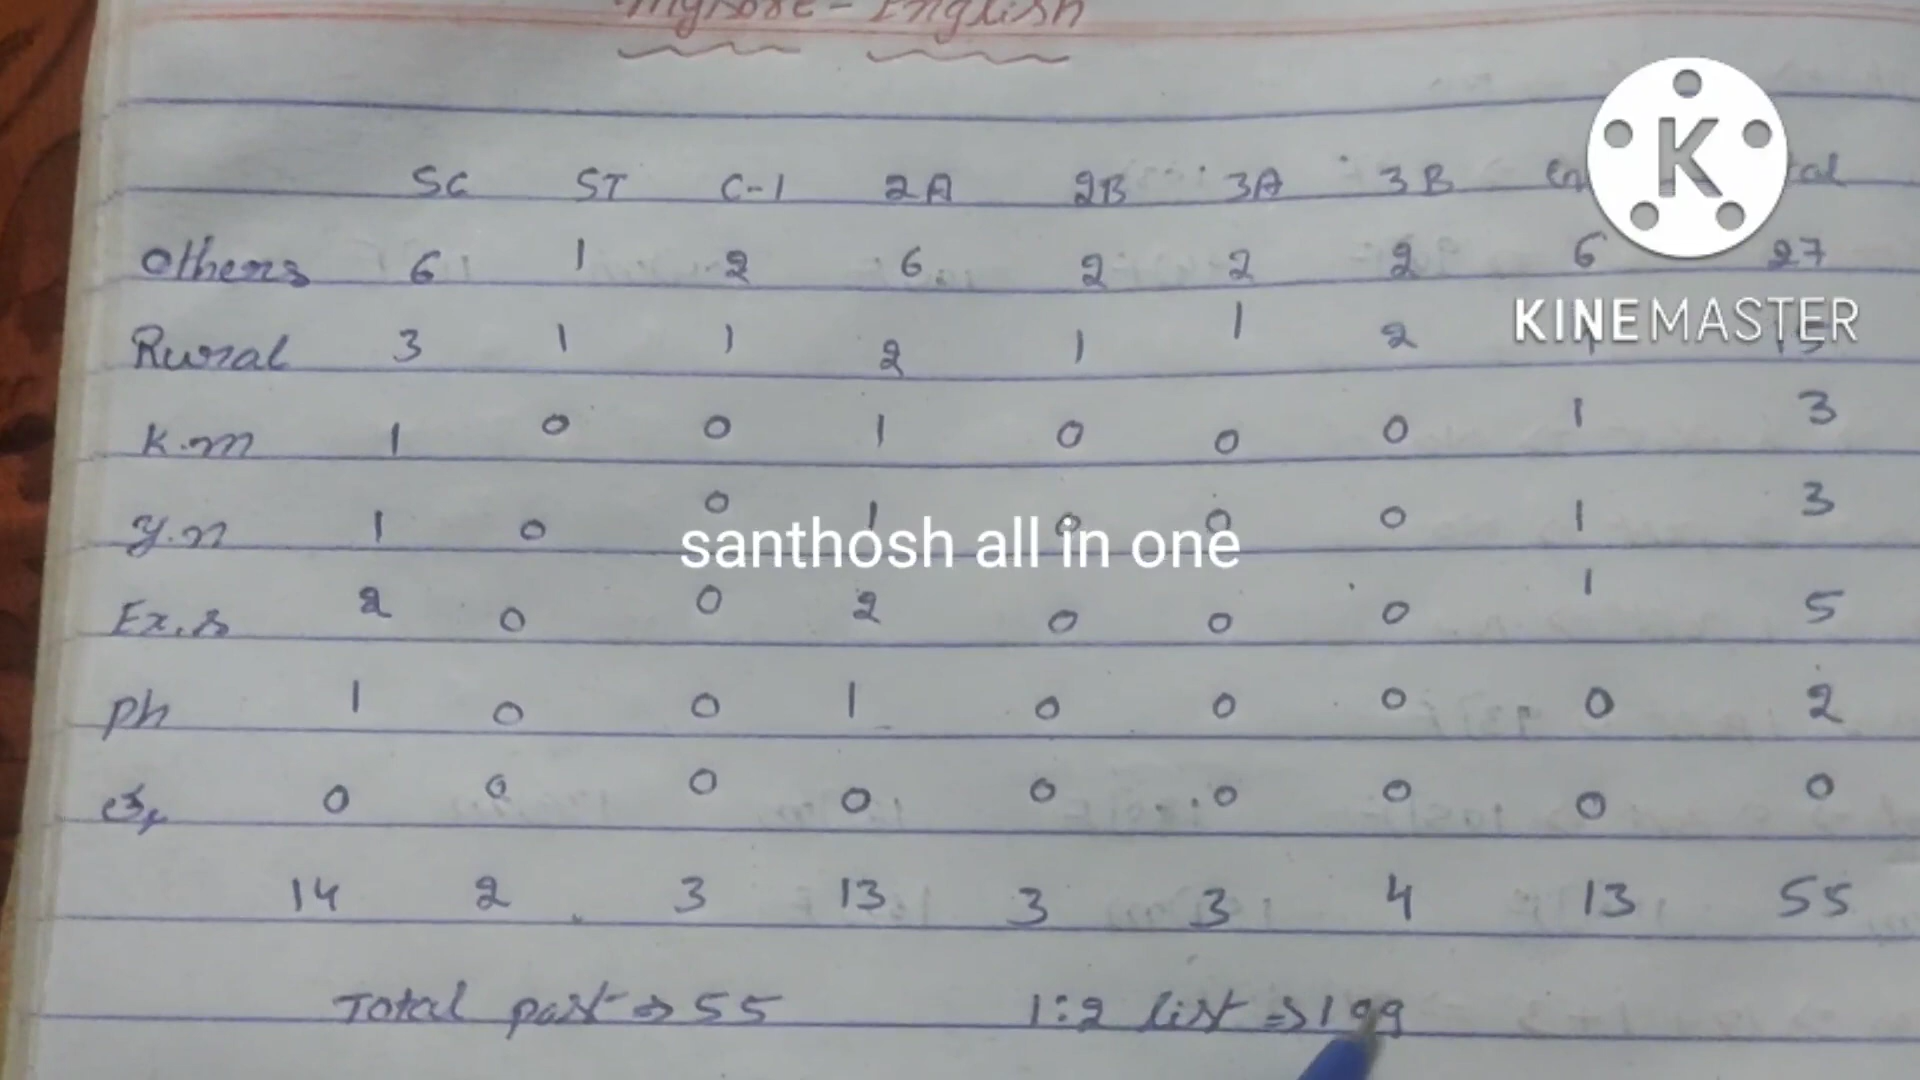 Mysore - English
SC ST C-1 2A 2B 3A 3B
Others 6 1 2 6 2 2 2 6 27
KINEMASTER
Rural 3 1 1 2 1 1 2
K.M 1 0 0 1 0 0 0 1 3
Y.N 1 0 0 1 0 0 0 1 3
santhosh all in one
Ex.s 2 0 0 2 0 0 0 1 5
Ph 1 0 0 1 0 0 0 0 2
0 0 0 0 0 0 0 0 0
14 2 3 13 3 3 4 13 55
Total post → 55 1:2 list →